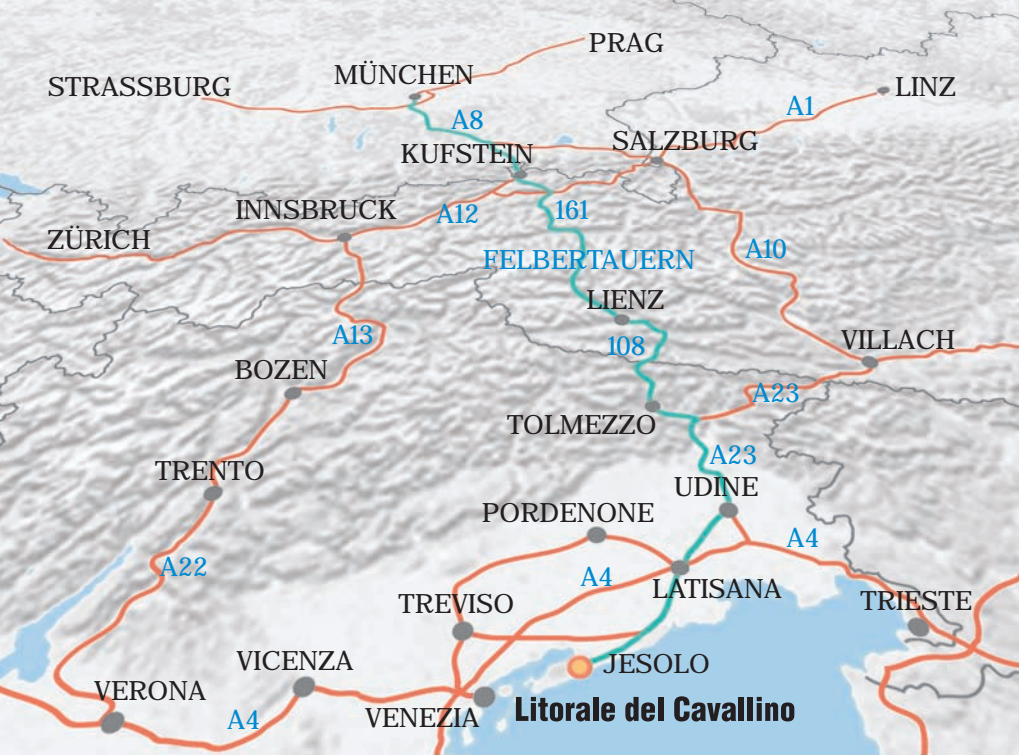 PRAG
MÜNCHEN
STRASSBURG
LINZ
A1
A8
SALZBURG
KUFSTEIN
INNSBRUCK
A12
161
ZÜRICH
A10
FELBERTAUERN
LIENZ
A13
108
VILLACH
BOZEN
A23
TOLMEZZO
A23
TRENTO
UDINE
PORDENONE
A4
A22
A4
LATISANA
TREVISO
TRIESTE
VICENZA
JESOLO
VERONA
A4
VENEZIA
Litorale del Cavallino